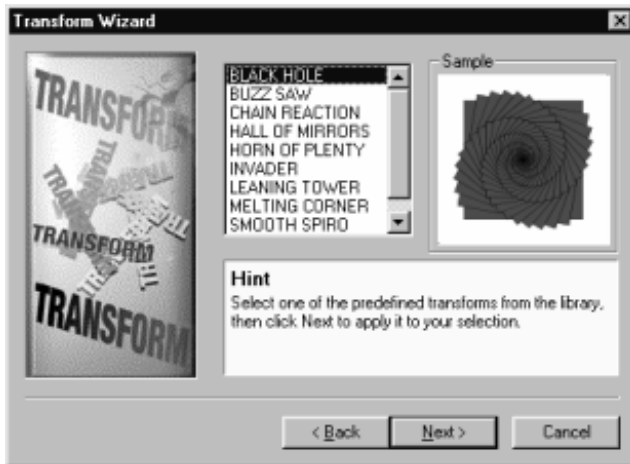 Transform Wizard
TRANSFORM
TRANSFORM
TRANSFORM
TRANSFORM
BLACK HOLE
BUZZ SAW
CHAIN REACTION
HALL OF MIRRORS
HORN OF PLENTY
INVADER
LEANING TOWER
MELTING CORNER
SMOOTH SPIRO
Sample
Hint
Select one of the predefined transforms from the library,
then click Next to apply it to your selection.
< Back
Next >
Cancel